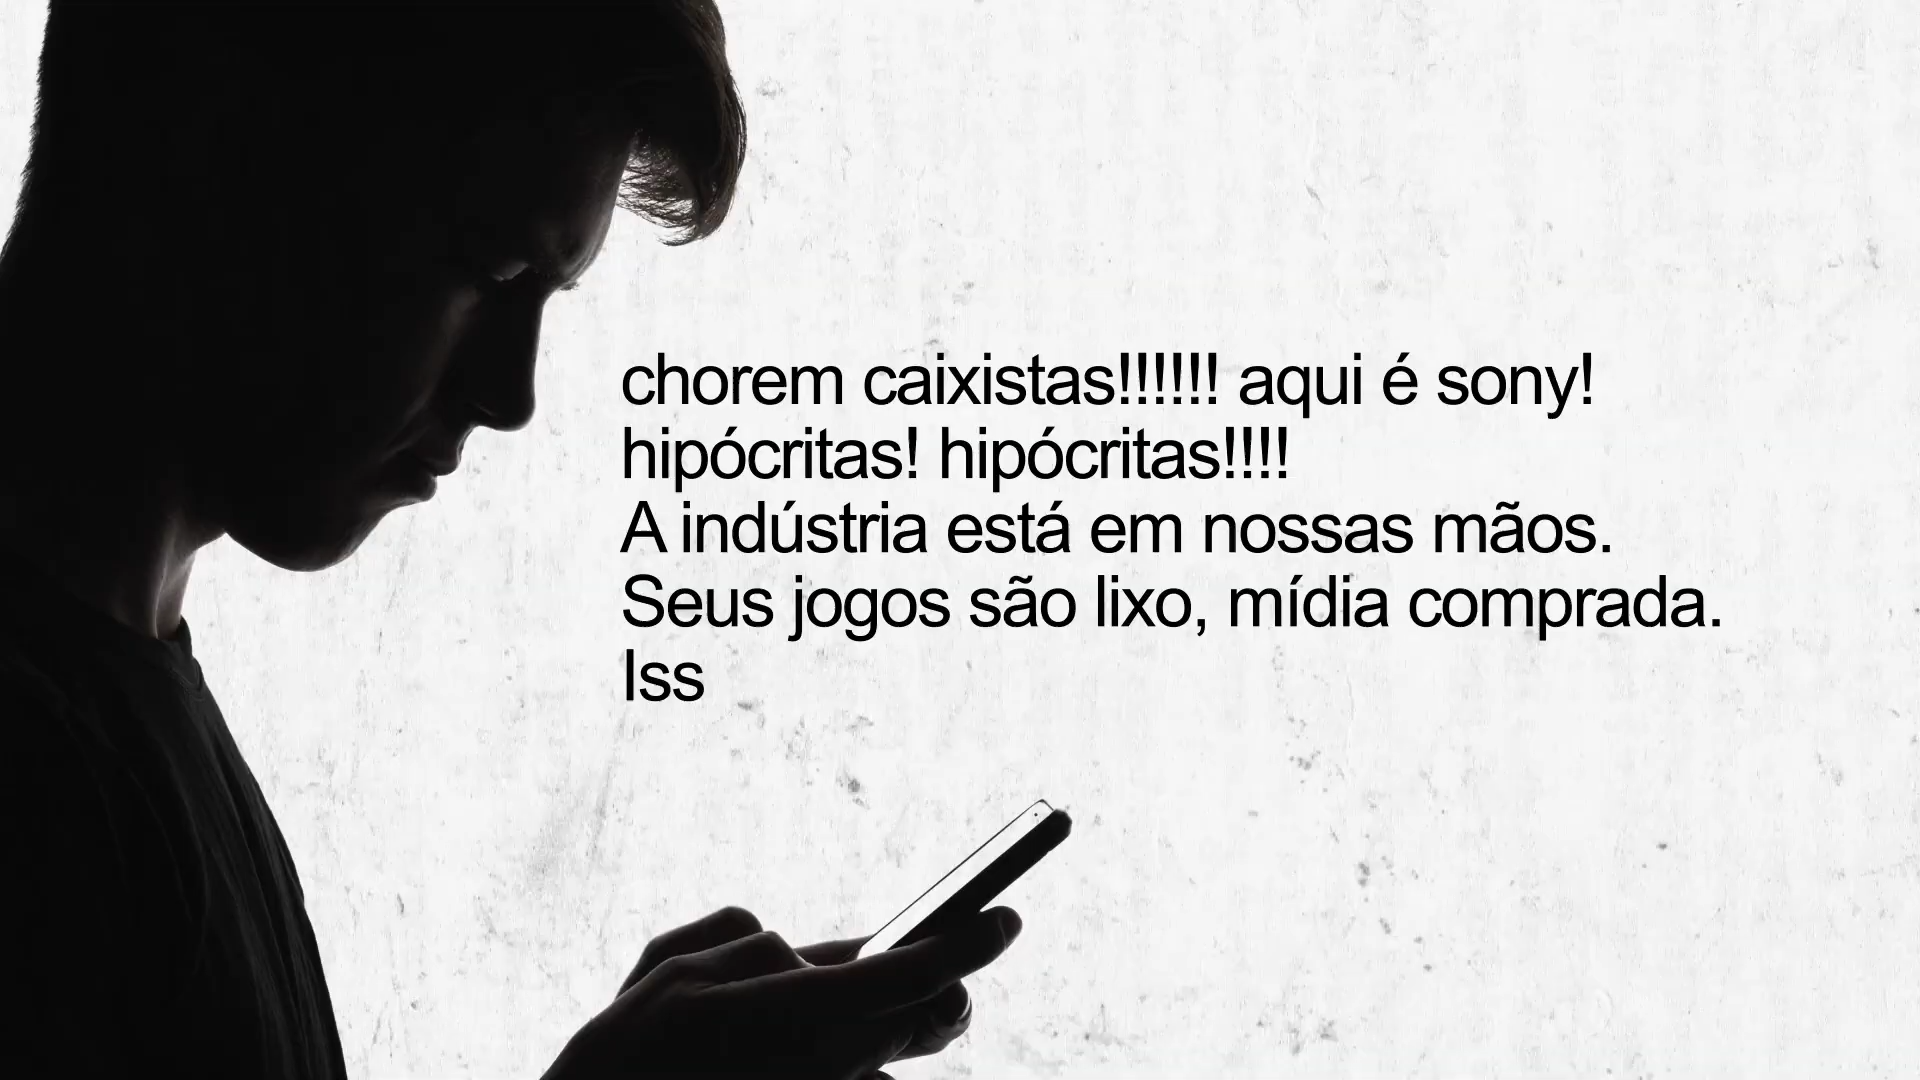 chorem caixistas!!!!!! aqui é sony!
hipócritas! hipócritas!!!!
A indústria está em nossas mãos.
Seus jogos são lixo, mídia comprada.
Iss